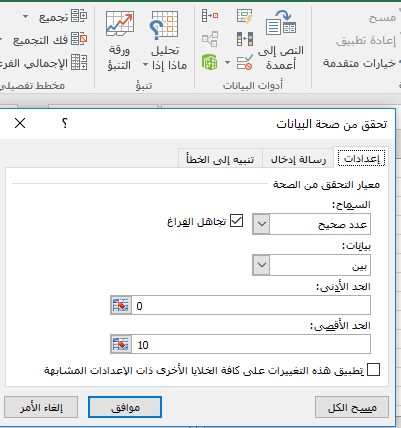 مسح
إعادة تطبيق
خيارات متقدمة
النص إلى
أعمدة
أدوات البيانات
تحليل
ماذا إذا
ورقة
التنبؤ
تنبؤ
تجميع
فك التجميع
الإجمالي الفرع
مخطط تفصيلي
تحقق من صحة البيانات
?
إعدادات
رسالة إدخال
تنبيه إلى الخطأ
معيار التحقق من الصحة
السماح:
عدد صحيح
تجاهل الفراغ
بيانات:
بين
الحد الأدنى:
0
الحد الأقصى:
10
تطبيق هذه التغييرات على كافة الخلايا الأخرى ذات الإعدادات المشابهة
مسح الكل
موافق
إلغاء الأمر